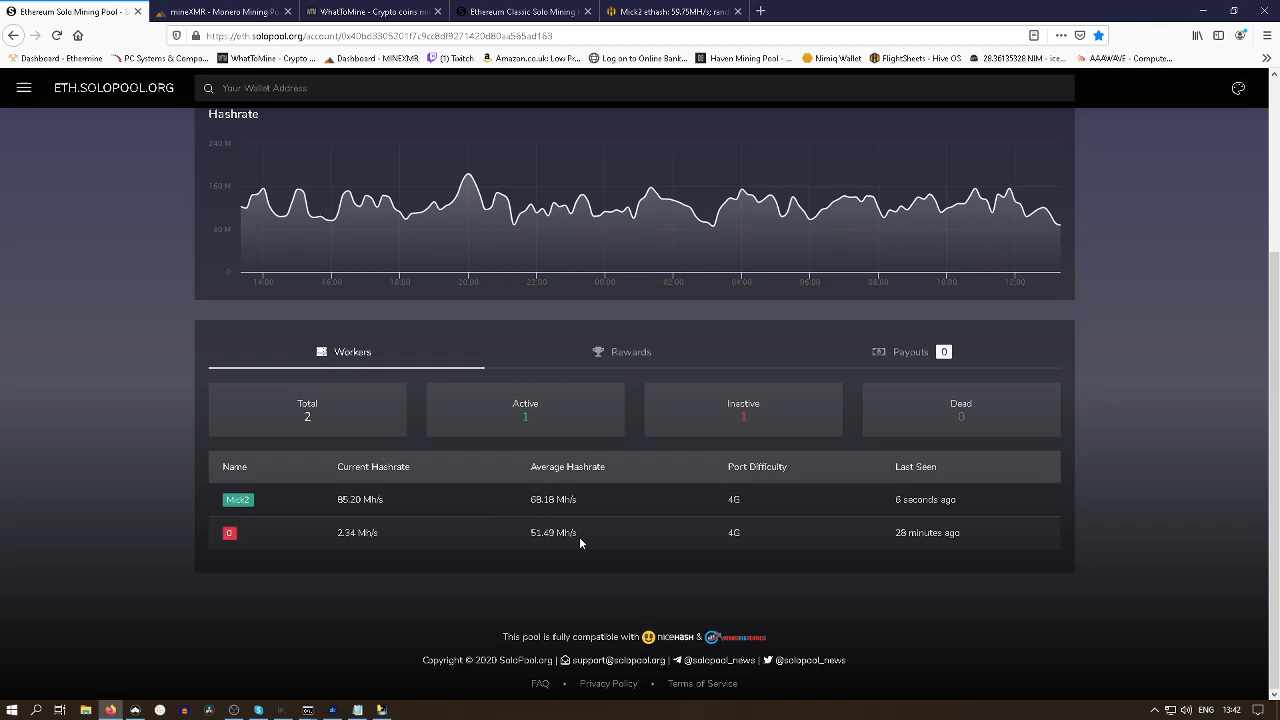 Ethereum Solo Mining Pool - S
mineXMR - Monero Mining Po
WhatToMine - Crypto coins mi
Ethereum Classic Solo Mining
Mick2 ethash: 59.75MH/s; rand
https://eth.solopool.org/account/0x40bd33052017c9cc8df9271420d80aa565ad163
Dashboard - Ethermine
PC Systems & Compu...
WhatToMine - Crypto ...
Dashboard - MINEXMR
(1) Twitch
Amazon.co.uk: Low Pr...
Log on to Online Bank...
Haven Mining Pool - ...
Nimiq Wallet
FlightSheets - Hive OS
28.36135328 NIM - ice...
AAAWAVE - Compute...
ETH.SOLOPOOL.ORG
Your Wallet Address
Hashrate
240 M
160 M
80 M
0
14:00 16:00 18:00 20:00 22:00 00:00 02:00 04:00 06:00 08:00 10:00 12:00
Workers Rewards Payouts 0
Total Active Inactive Dead
2 1 1 0
Name Current Hashrate Average Hashrate Port Difficulty Last Seen
Mick2 85.20 Mh/s 68.18 Mh/s 4G 6 seconds ago
0 2.34 Mh/s 51.49 Mh/s 4G 28 minutes ago
This pool is fully compatible with niceHASH & MININGRIGRENTALS!
Copyright © 2020 SoloPool.org | support@solopool.org | @solopool_news | @solopool_news
FAQ • Privacy Policy • Terms of Service
ENG 13:42